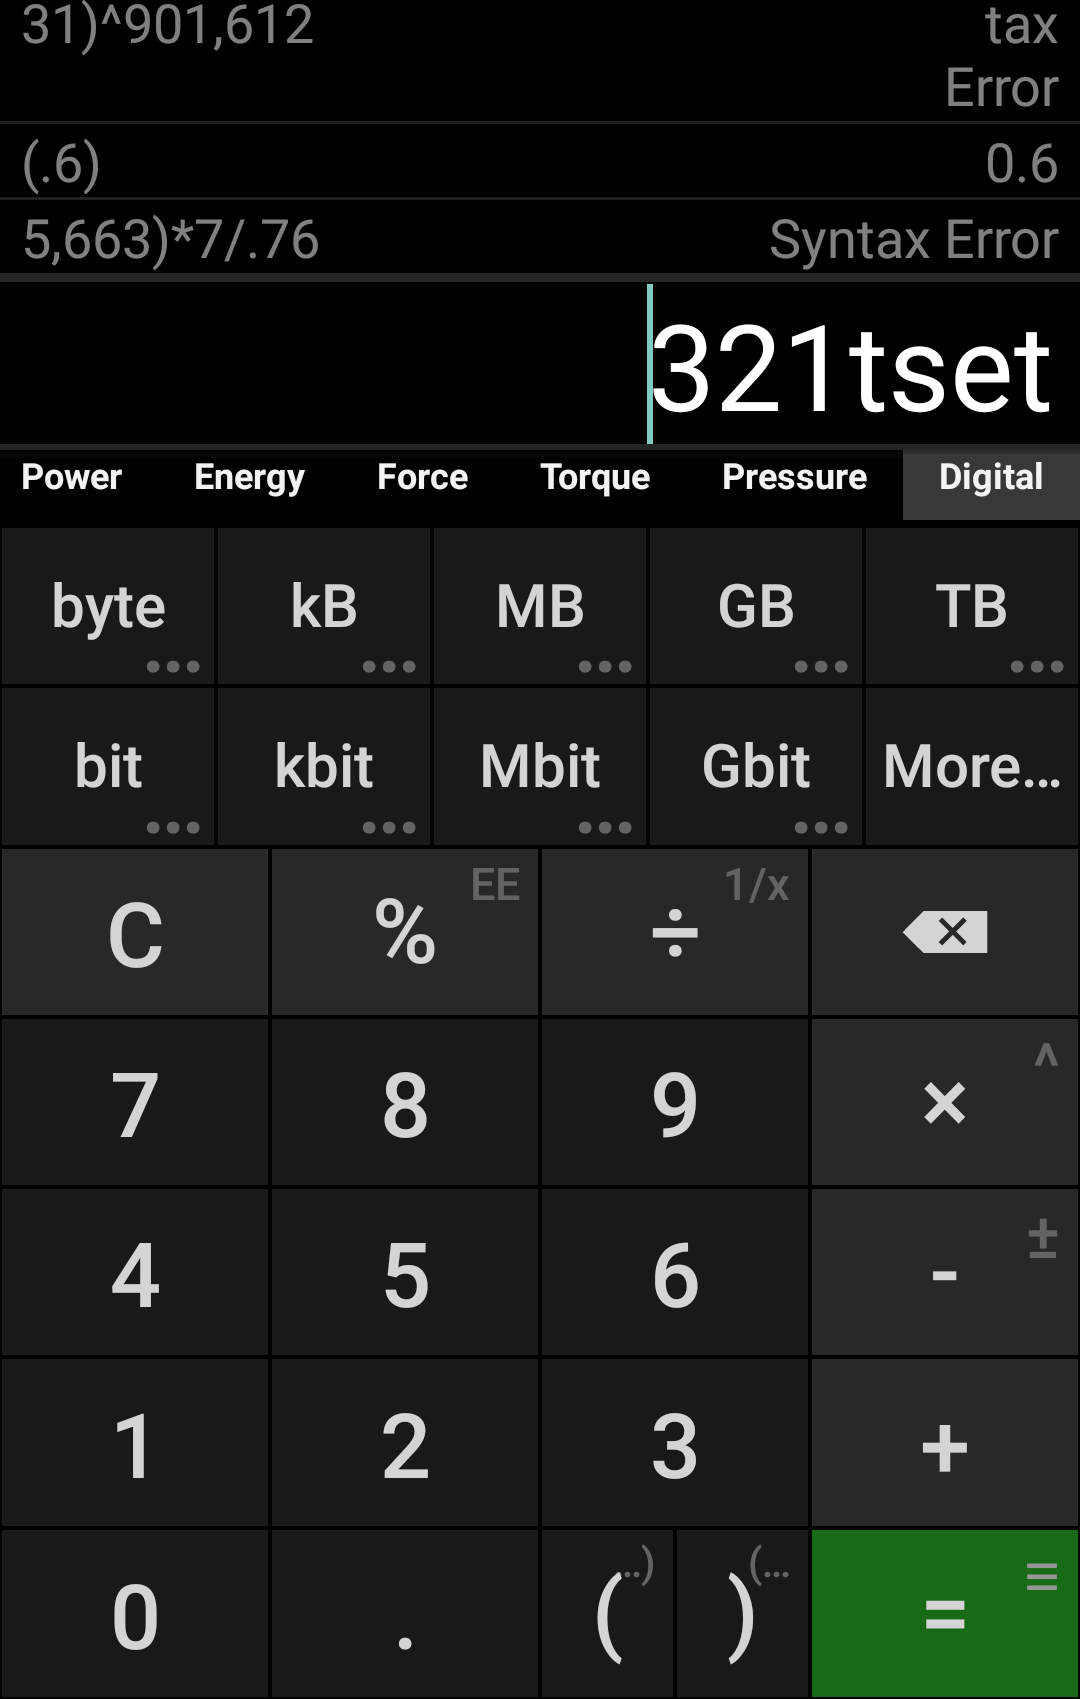 31)^901,612 tax
Error
(.6) 0.6
5,663)*7/.76 Syntax Error
321tset
Power Energy Force Torque Pressure Digital
byte kB MB GB TB
bit kbit Mbit Gbit More...
C % EE ÷ 1/x
7 8 9 × ^
4 5 6 - ±
1 2 3 + 
0 . ( ..) ) (... = ≡